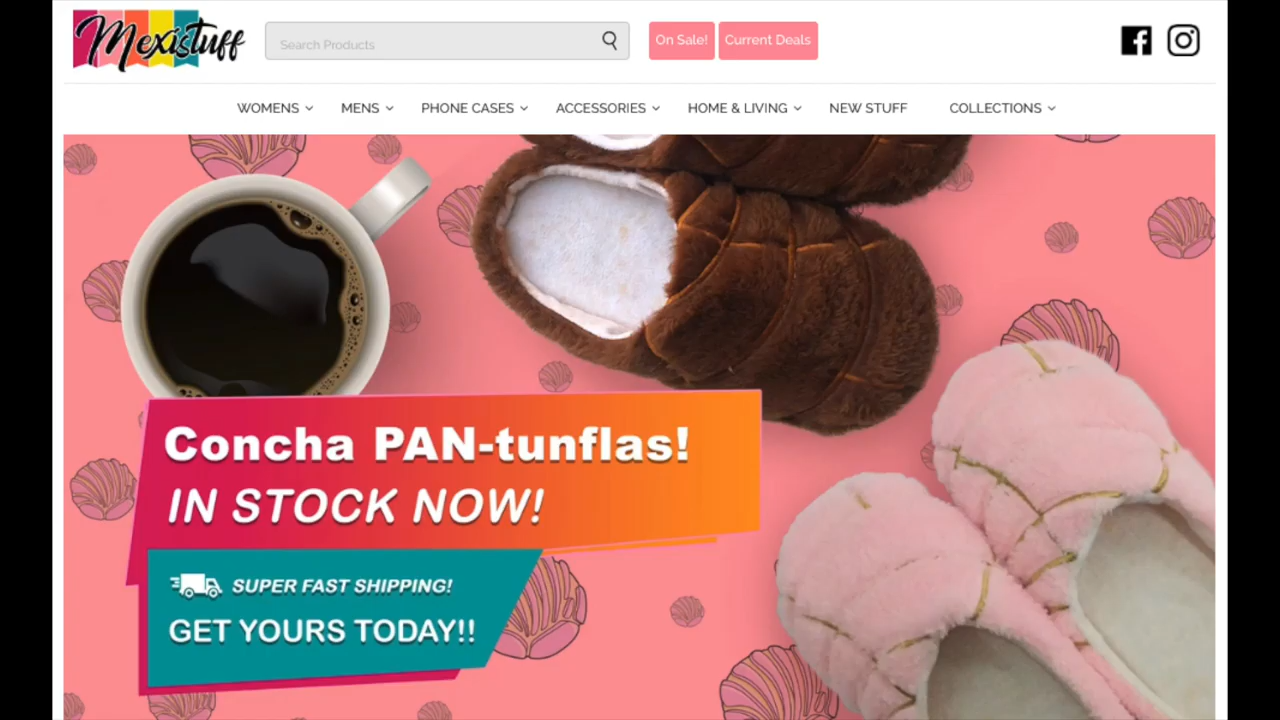 Mexistuff
Search Products
On Sale!
Current Deals
WOMENS
MENS
PHONE CASES
ACCESSORIES
HOME & LIVING
NEW STUFF
COLLECTIONS
Concha PAN-tunflas!
IN STOCK NOW!
SUPER FAST SHIPPING!
GET YOURS TODAY!!